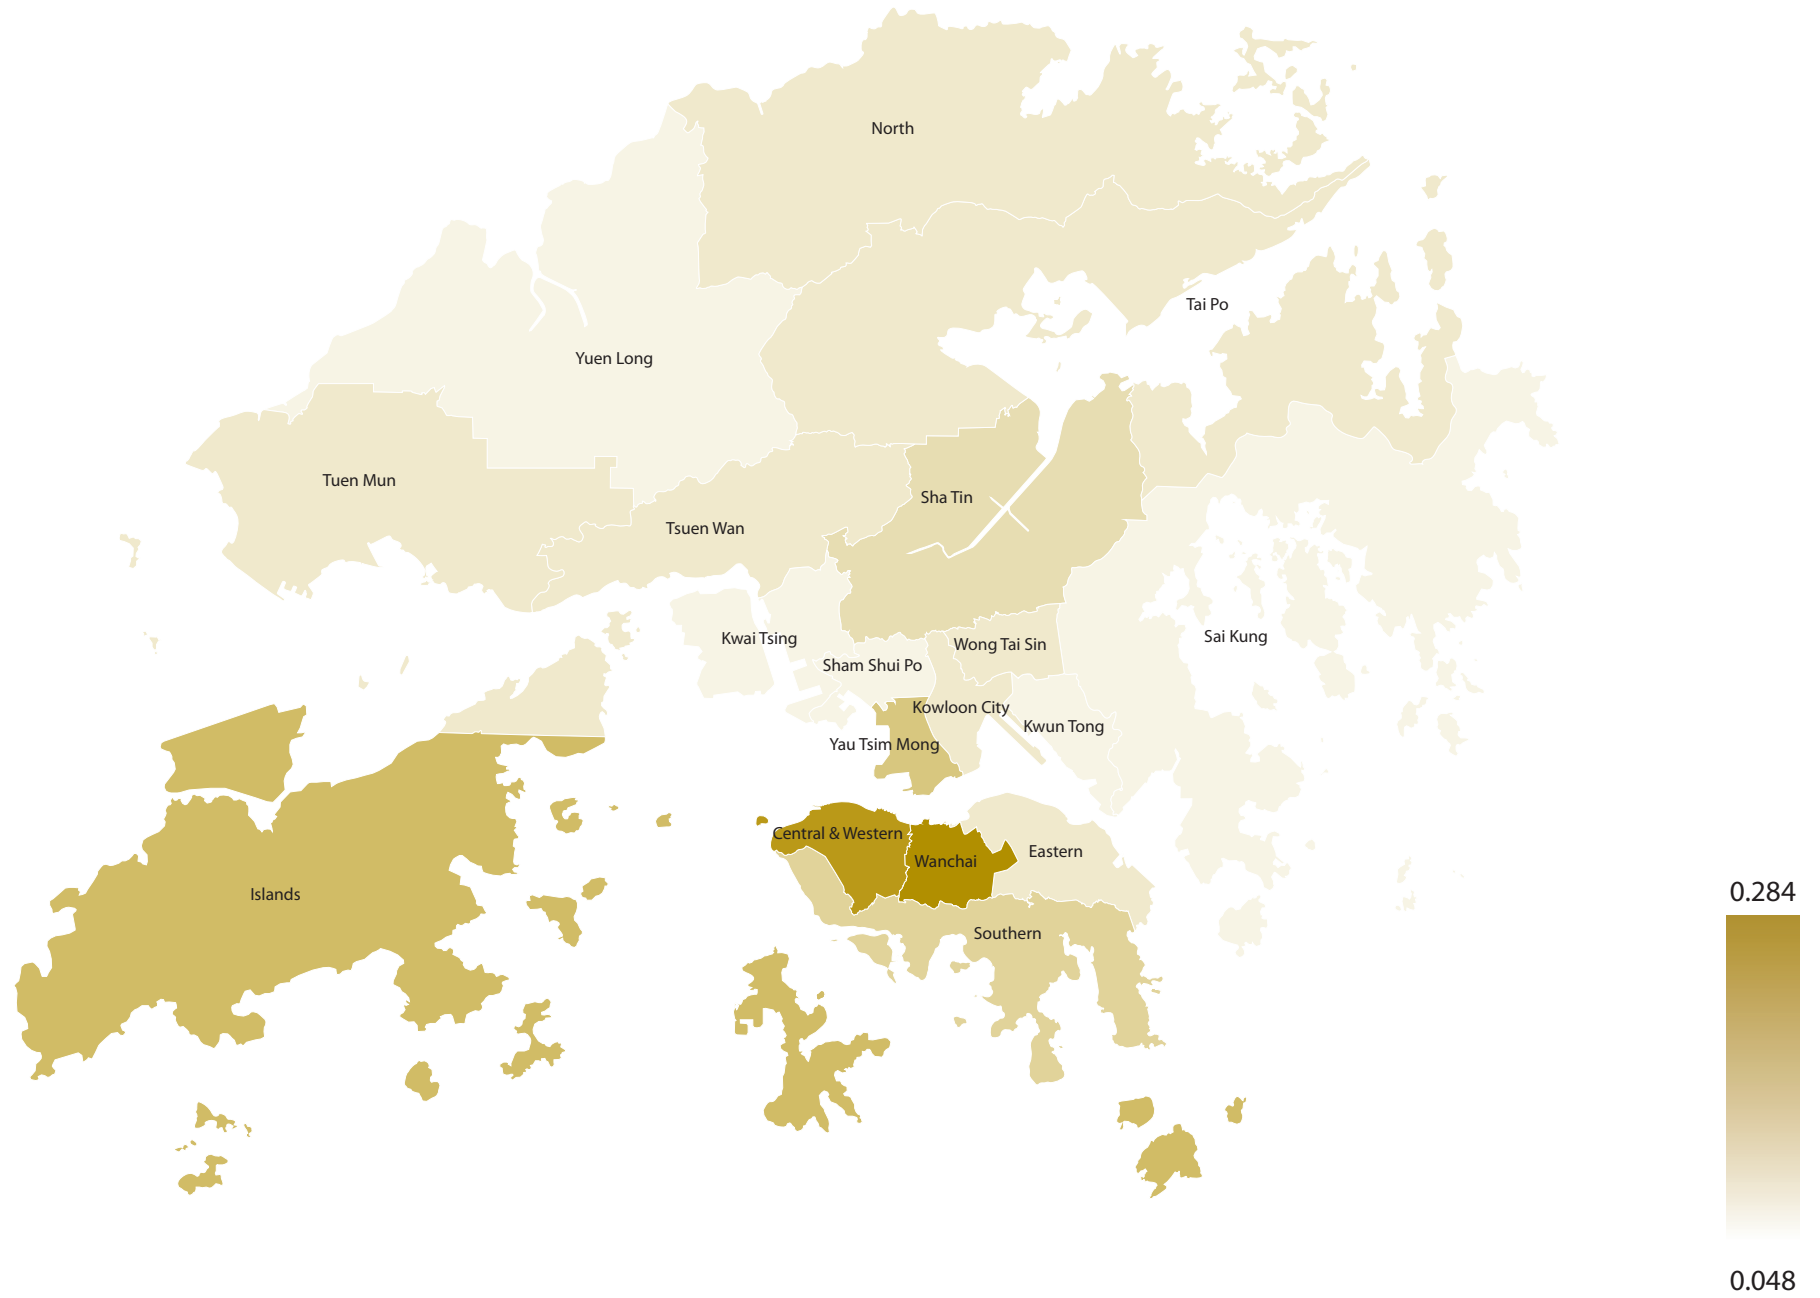 North
Tai Po
Yuen Long
Tuen Mun
Sha Tin
Tsuen Wan
Kwai Tsing
Sai Kung
Wong Tai Sin
Sham Shui Po
Kowloon City
Kwun Tong
Yau Tsim Mong
Central & Western
Eastern
Wanchai
Islands
Southern
0.284
0.048